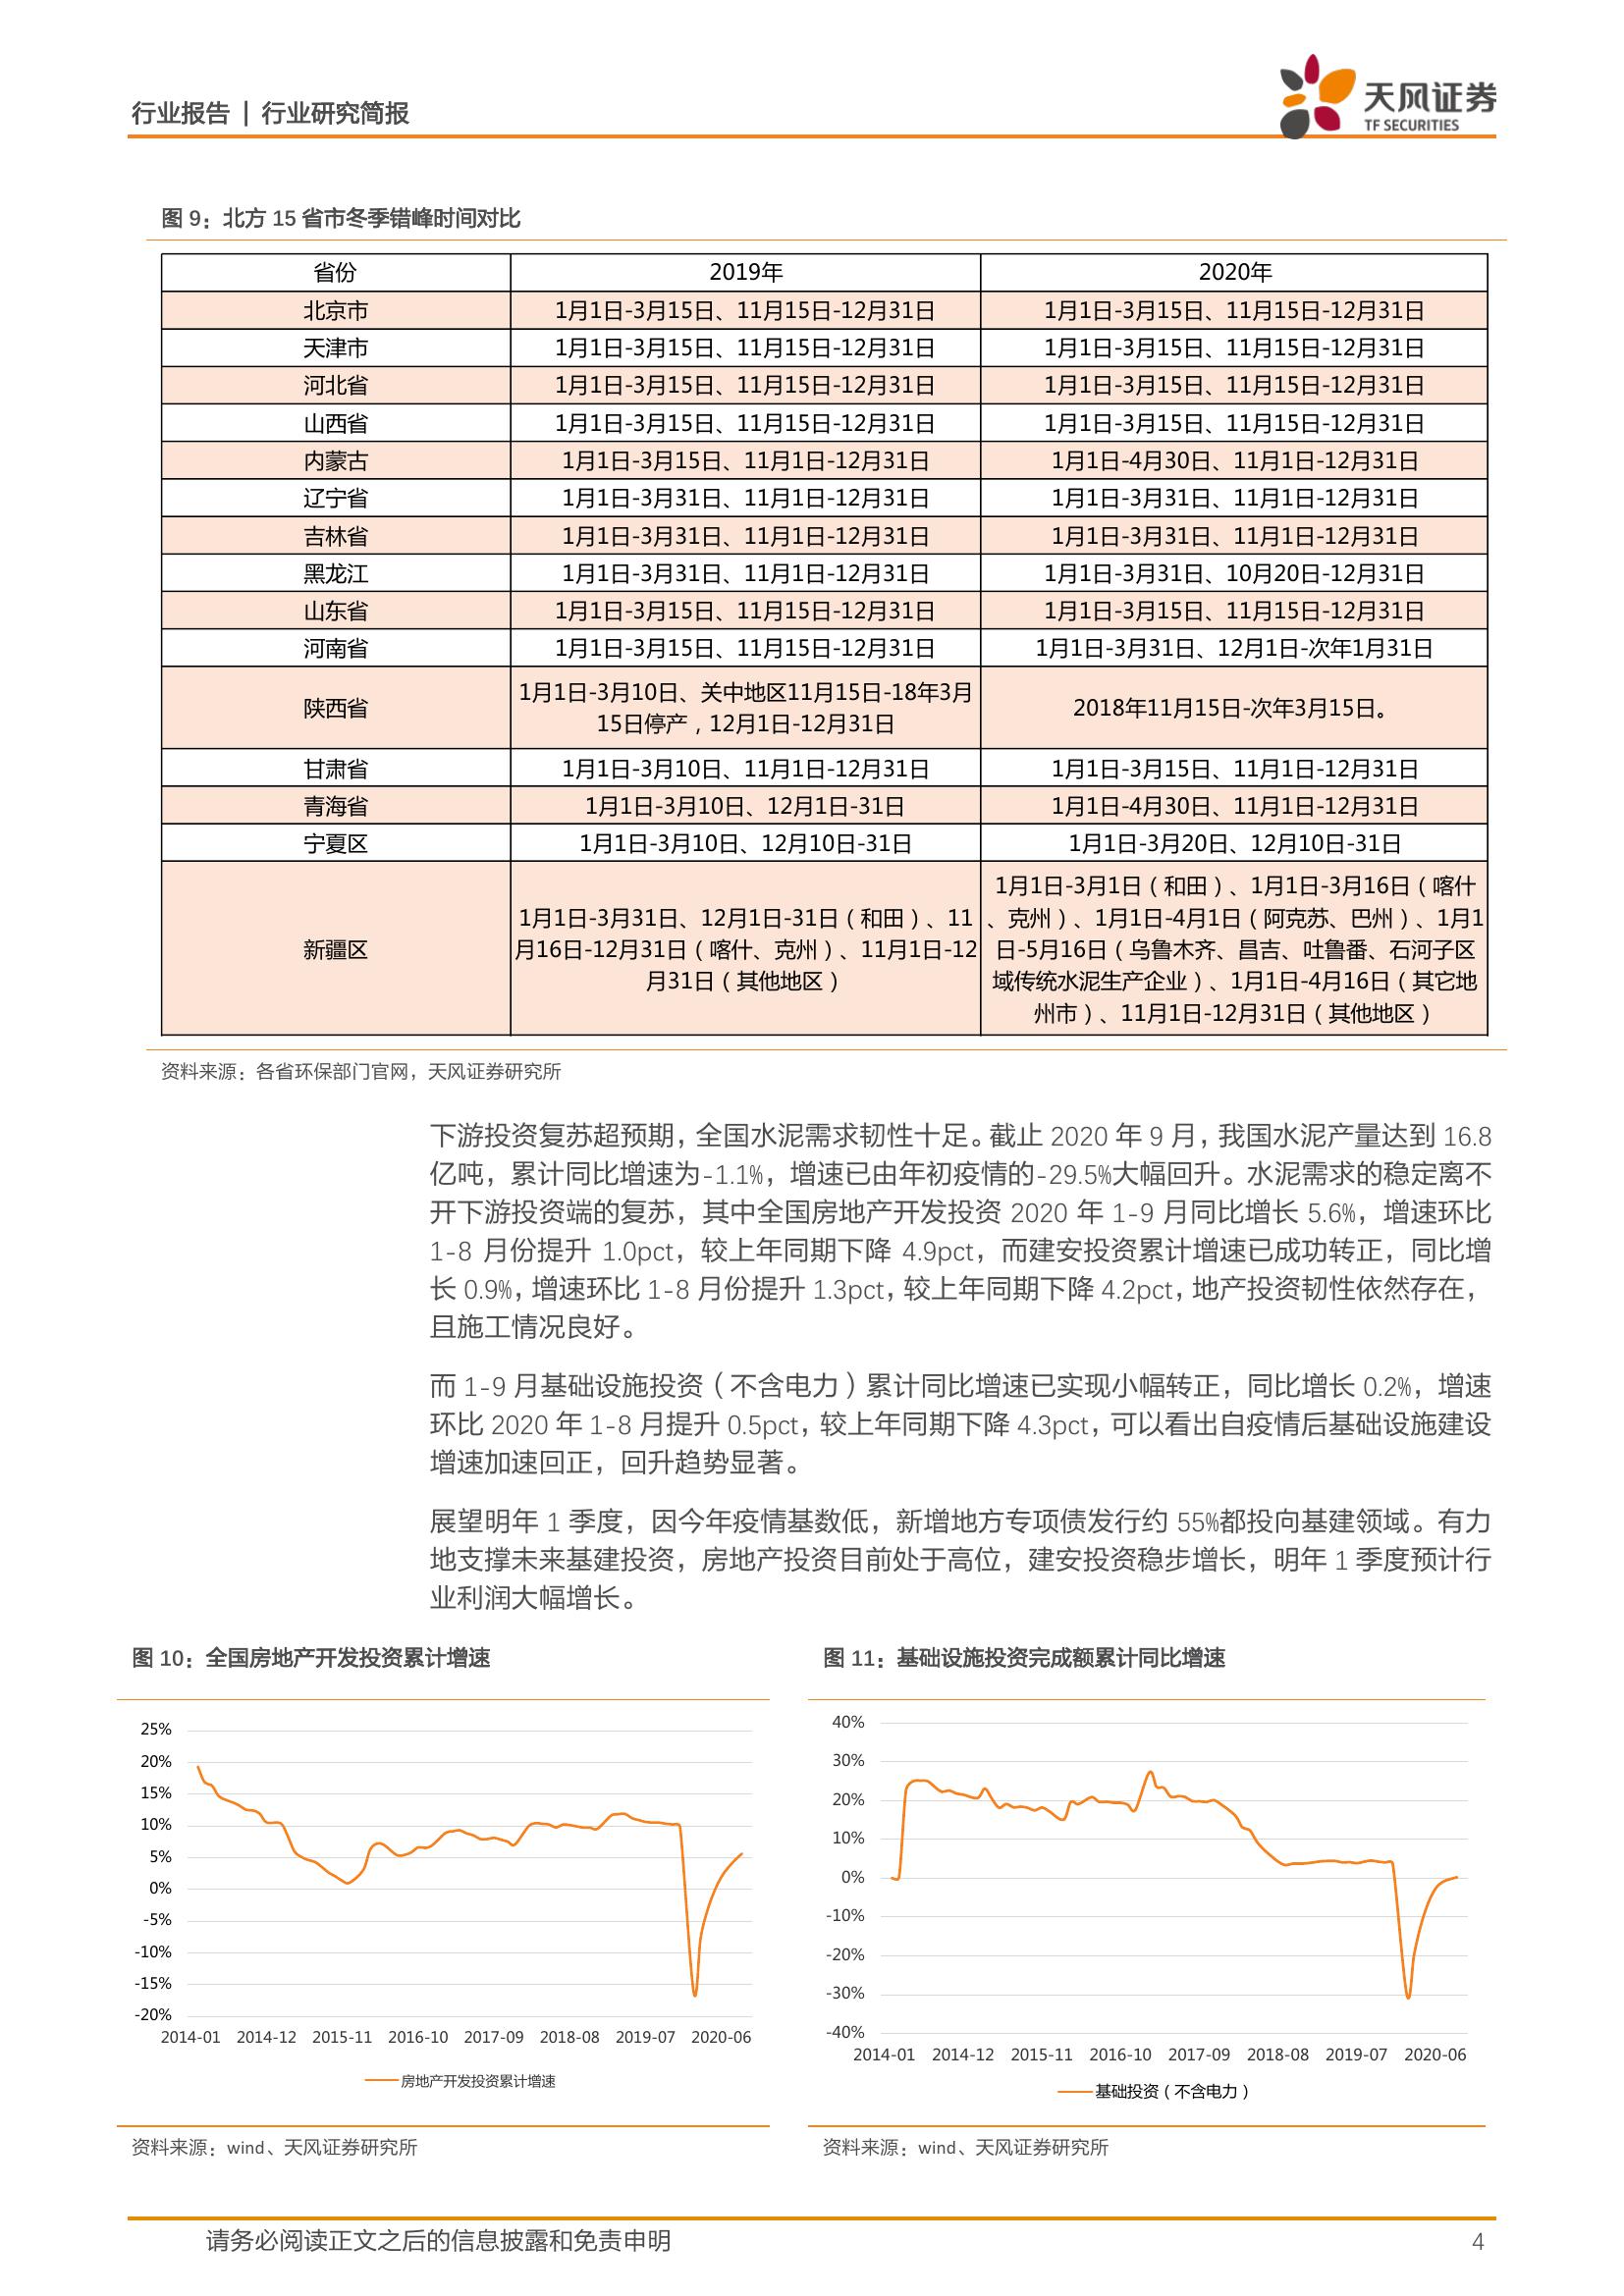 行业报告 | 行业研究简报
天风证券
TF SECURITIES
图 9：北方 15 省市冬季错峰时间对比
省份 2019年 2020年
北京市 1月1日-3月15日、11月15日-12月31日 1月1日-3月15日、11月15日-12月31日
天津市 1月1日-3月15日、11月15日-12月31日 1月1日-3月15日、11月15日-12月31日
河北省 1月1日-3月15日、11月15日-12月31日 1月1日-3月15日、11月15日-12月31日
山西省 1月1日-3月15日、11月15日-12月31日 1月1日-3月15日、11月15日-12月31日
内蒙古 1月1日-3月15日、11月1日-12月31日 1月1日-4月30日、11月1日-12月31日
辽宁省 1月1日-3月31日、11月1日-12月31日 1月1日-3月31日、11月1日-12月31日
吉林省 1月1日-3月31日、11月1日-12月31日 1月1日-3月31日、11月1日-12月31日
黑龙江 1月1日-3月31日、11月1日-12月31日 1月1日-3月31日、10月20日-12月31日
山东省 1月1日-3月15日、11月15日-12月31日 1月1日-3月15日、11月15日-12月31日
河南省 1月1日-3月15日、11月15日-12月31日 1月1日-3月31日、12月1日-次年1月31日
陕西省
1月1日-3月10日、关中地区11月15日-18年3月
15日停产，12月1日-12月31日
2018年11月15日-次年3月15日。
甘肃省 1月1日-3月10日、11月1日-12月31日 1月1日-3月15日、11月1日-12月31日
青海省 1月1日-3月10日、12月1日-31日 1月1日-4月30日、11月1日-12月31日
宁夏区 1月1日-3月10日、12月10日-31日 1月1日-3月20日、12月10日-31日
新疆区
1月1日-3月31日、12月1日-31日（和田）、11
月16日-12月31日（喀什、克州）、11月1日-12
月31日（其他地区）
1月1日-3月1日（和田）、1月1日-3月16日（喀什
、克州）、1月1日-4月1日（阿克苏、巴州）、1月1
日-5月16日（乌鲁木齐、昌吉、吐鲁番、石河子区
域传统水泥生产企业）、1月1日-4月16日（其它地
州市）、11月1日-12月31日（其他地区）
资料来源：各省环保部门官网，天风证券研究所
下游投资复苏超预期，全国水泥需求韧性十足。截止 2020 年 9 月，我国水泥产量达到 16.8
亿吨，累计同比增速为-1.1%，增速已由年初疫情的-29.5%大幅回升。水泥需求的稳定离不
开下游投资端的复苏，其中全国房地产开发投资 2020 年 1-9 月同比增长 5.6%，增速环比
1-8 月份提升 1.0pct，较上年同期下降 4.9pct，而建安投资累计增速已成功转正，同比增
长 0.9%，增速环比 1-8 月份提升 1.3pct，较上年同期下降 4.2pct，地产投资韧性依然存在，
且施工情况良好。
而 1-9 月基础设施投资（不含电力）累计同比增速已实现小幅转正，同比增长 0.2%，增速
环比 2020 年 1-8 月提升 0.5pct，较上年同期下降 4.3pct，可以看出自疫情后基础设施建设
增速加速回正，回升趋势显著。
展望明年 1 季度，因今年疫情基数低，新增地方专项债发行约 55%都投向基建领域。有力
地支撑未来基建投资，房地产投资目前处于高位，建安投资稳步增长，明年 1 季度预计行
业利润大幅增长。
图 10：全国房地产开发投资累计增速
25%
20%
15%
10%
5%
0%
-5%
-10%
-15%
-20%
2014-01 2014-12 2015-11 2016-10 2017-09 2018-08 2019-07 2020-06
房地产开发投资累计增速
资料来源：wind、天风证券研究所
图 11：基础设施投资完成额累计同比增速
40%
30%
20%
10%
0%
-10%
-20%
-30%
-40%
2014-01 2014-12 2015-11 2016-10 2017-09 2018-08 2019-07 2020-06
基础投资（不含电力）
资料来源：wind、天风证券研究所
请务必阅读正文之后的信息披露和免责申明 4